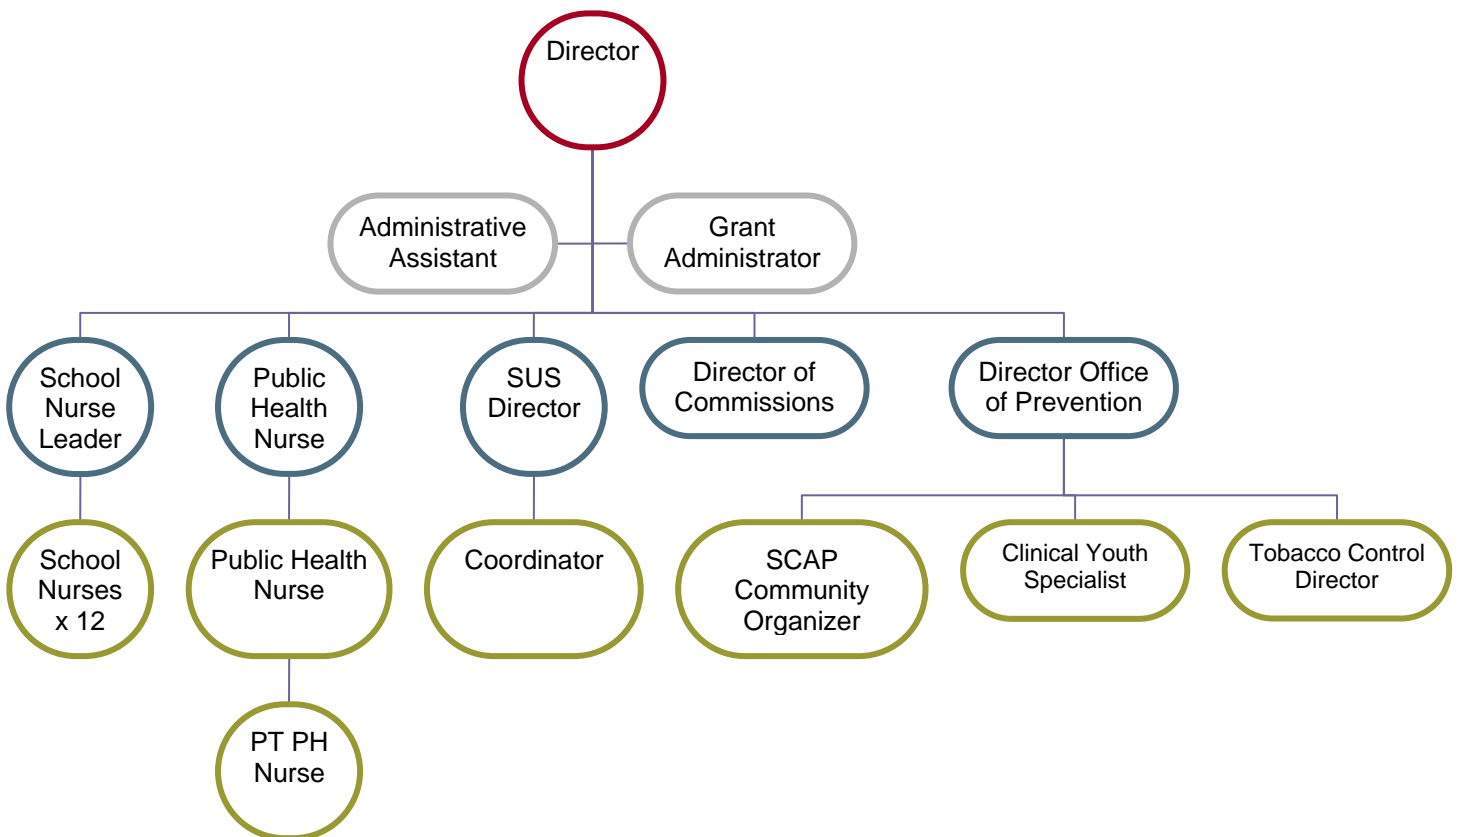 Director
Administrative
Assistant
Grant
Administrator
School
Nurse
Leader
Public
Health
Nurse
SUS
Director
Director of
Commissions
Director Office
of Prevention
School
Nurses
x 12
Public Health
Nurse
Coordinator
SCAP
Community
Organizer
Clinical Youth
Specialist
Tobacco Control
Director
PT PH
Nurse